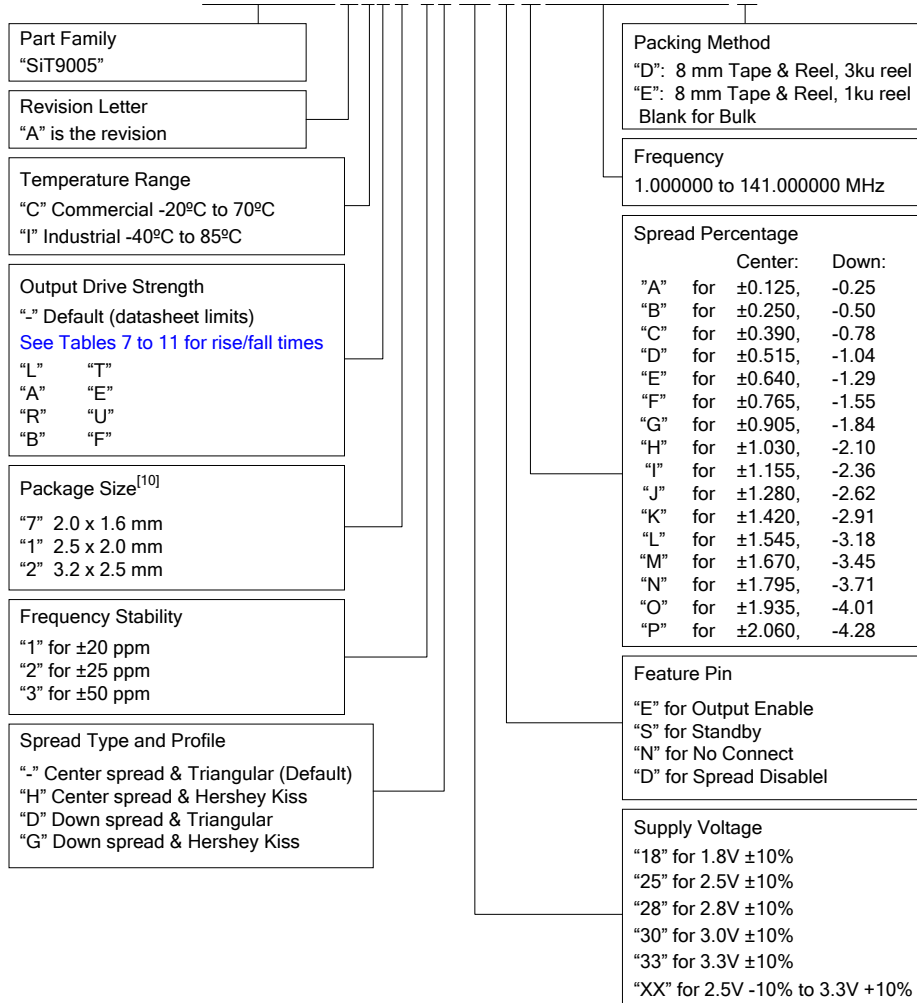 Part Family
“SiT9005”
Revision Letter
“A” is the revision
Temperature Range
“C” Commercial -20ºC to 70ºC
“I” Industrial -40ºC to 85ºC
Output Drive Strength
“-” Default (datasheet limits)
See Tables 7 to 11 for rise/fall times
“L” “T”
“A” “E”
“R” “U”
“B” “F”
Package Size[10]
“7” 2.0 x 1.6 mm
“1” 2.5 x 2.0 mm
“2” 3.2 x 2.5 mm
Frequency Stability
“1” for ±20 ppm
“2” for ±25 ppm
“3” for ±50 ppm
Spread Type and Profile
“-” Center spread & Triangular (Default)
“H” Center spread & Hershey Kiss
“D” Down spread & Triangular
“G” Down spread & Hershey Kiss
Packing Method
“D”: 8 mm Tape & Reel, 3ku reel
“E”: 8 mm Tape & Reel, 1ku reel
Blank for Bulk
Frequency
1.000000 to 141.000000 MHz
Spread Percentage
Center: Down:
”A” for ±0.125, -0.25
“B” for ±0.250, -0.50
“C” for ±0.390, -0.78
“D” for ±0.515, -1.04
“E” for ±0.640, -1.29
“F” for ±0.765, -1.55
“G” for ±0.905, -1.84
“H” for ±1.030, -2.10
“I” for ±1.155, -2.36
“J” for ±1.280, -2.62
“K” for ±1.420, -2.91
“L” for ±1.545, -3.18
“M” for ±1.670, -3.45
“N” for ±1.795, -3.71
“O” for ±1.935, -4.01
“P” for ±2.060, -4.28
Feature Pin
“E” for Output Enable
“S” for Standby
“N” for No Connect
“D” for Spread Disablel
Supply Voltage
“18” for 1.8V ±10%
“25” for 2.5V ±10%
“28” for 2.8V ±10%
“30” for 3.0V ±10%
“33” for 3.3V ±10%
“XX” for 2.5V -10% to 3.3V +10%